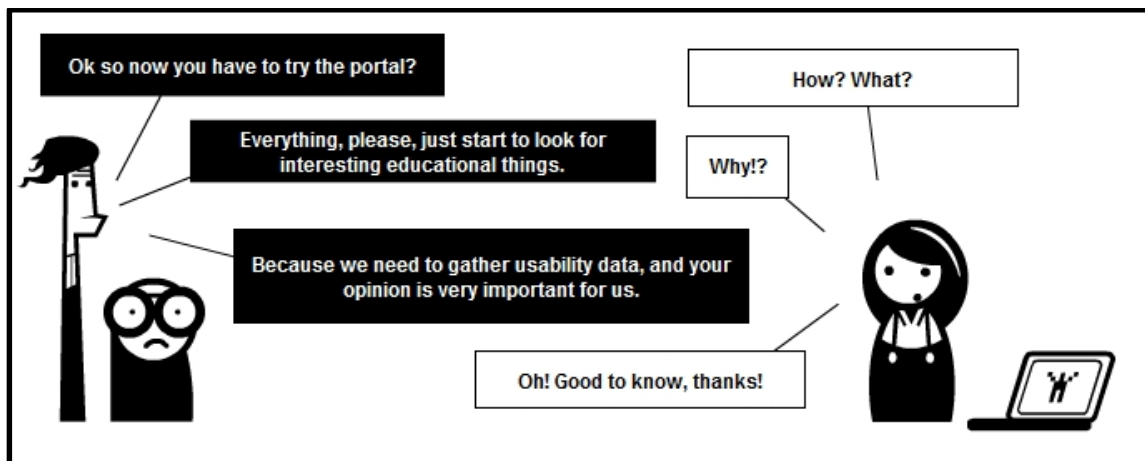 Ok so now you have to try the portal?
How? What?
Everything, please, just start to look for
interesting educational things.
Why!?
Because we need to gather usability data, and your
opinion is very important for us.
Oh! Good to know, thanks!